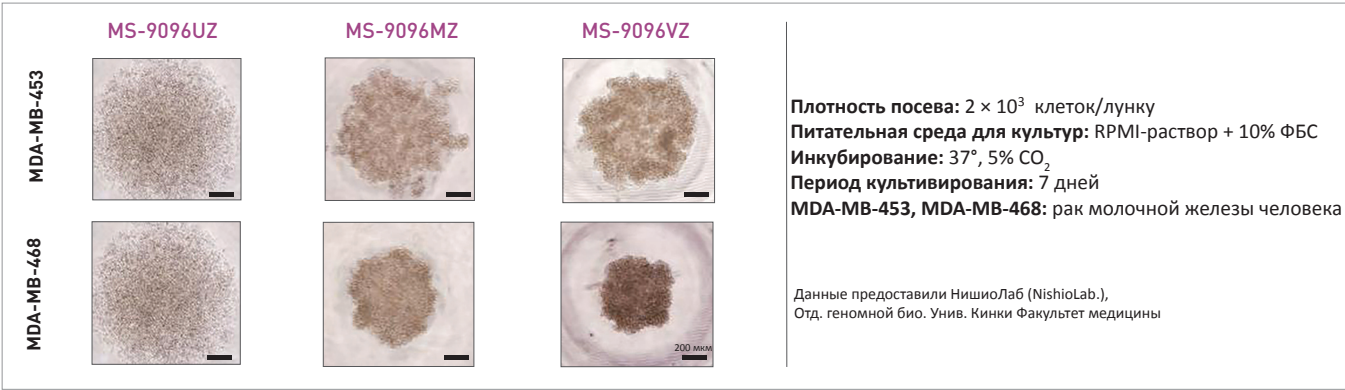 MS-9096UZ
MS-9096MZ
MS-9096VZ
MDA-MB-453
MDA-MB-468
200 мкм
Плотность посева: 2 × 10³ клеток/лунку
Питательная среда для культур: RPMI-раствор + 10% ФБС
Инкубирование: 37°, 5% CO₂
Период культивирования: 7 дней
MDA-MB-453, MDA-MB-468: рак молочной железы человека
Данные предоставили НишиоЛаб (NishioLab.),
Отд. геномной био. Унив. Кинки Факультет медицины